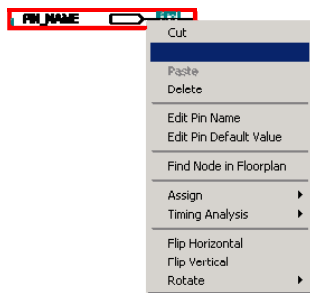 PIN_NAME
Cut
Paste
Delete
Edit Pin Name
Edit Pin Default Value
Find Node in Floorplan
Assign
Timing Analysis
Flip Horizontal
Flip Vertical
Rotate